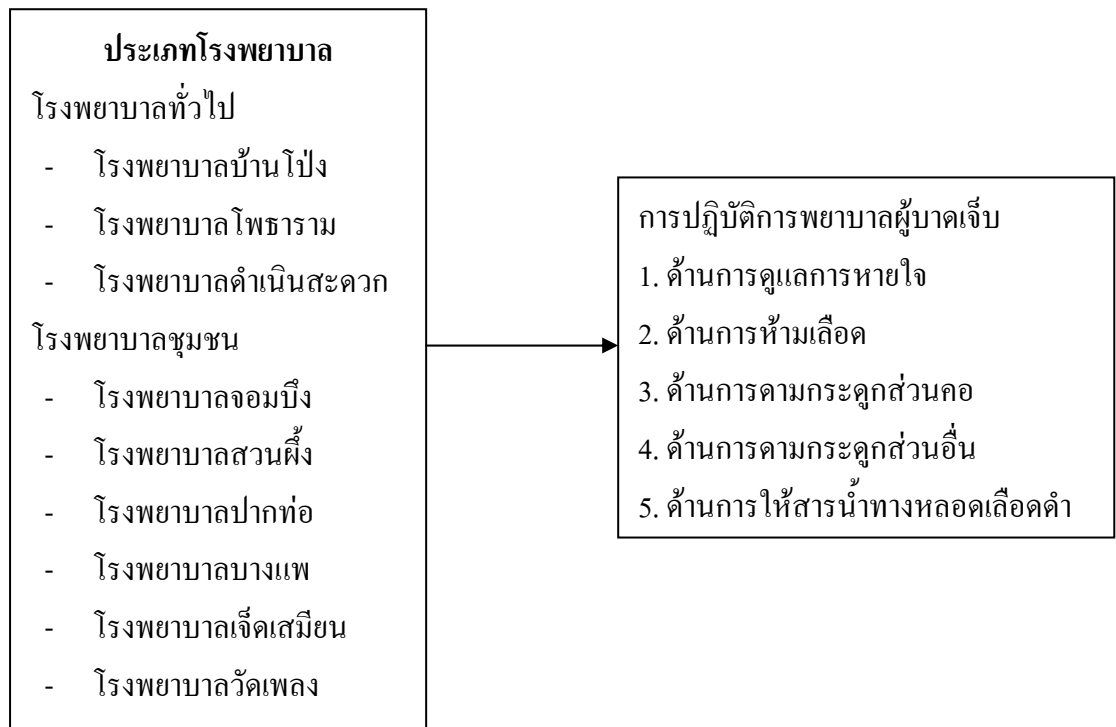 ประเภทโรงพยาบาล
โรงพยาบาลทั่วไป
- โรงพยาบาลบ้านโป่ง
- โรงพยาบาลโพธาราม
- โรงพยาบาลดำเนินสะดวก
โรงพยาบาลชุมชน
- โรงพยาบาลจอมบึง
- โรงพยาบาลสวนผึ้ง
- โรงพยาบาลปากท่อ
- โรงพยาบาลบางแพ
- โรงพยาบาลเจ็ดเสมียน
- โรงพยาบาลวัดเพลง
การปฏิบัติการพยาบาลผู้บาดเจ็บ
1. ด้านการดูแลการหายใจ
2. ด้านการห้ามเลือด
3. ด้านการดามกระดูกส่วนคอ
4. ด้านการดามกระดูกส่วนอื่น
5. ด้านการให้สารน้ำทางหลอดเลือดดำ